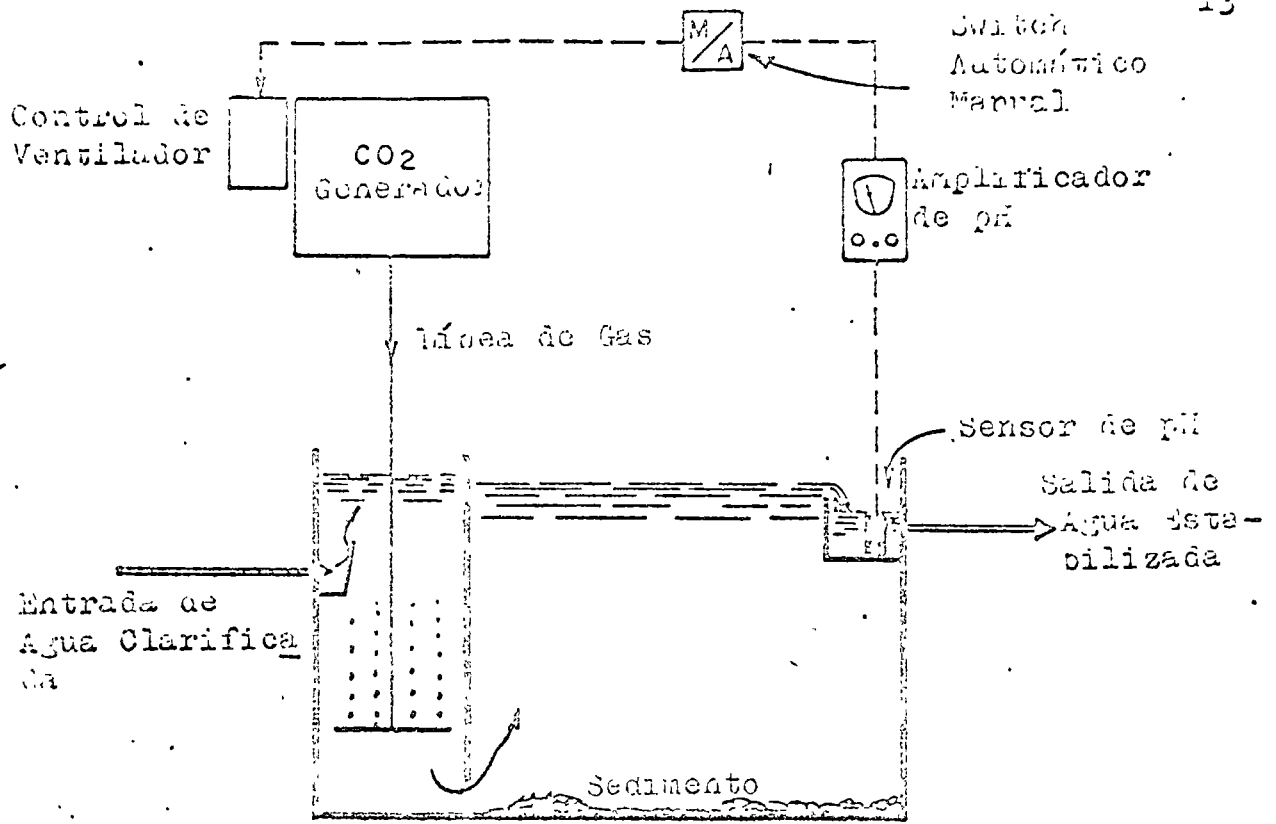 13
M
A
Switch
Automático
Manual
Control de
Ventilador
CO2
Generador
Amplificador
de pH
Línea de Gas
Sensor de pH
Salida de
Agua Esta-
bilizada
Entrada de
Agua Clarifica
da
Sedimento